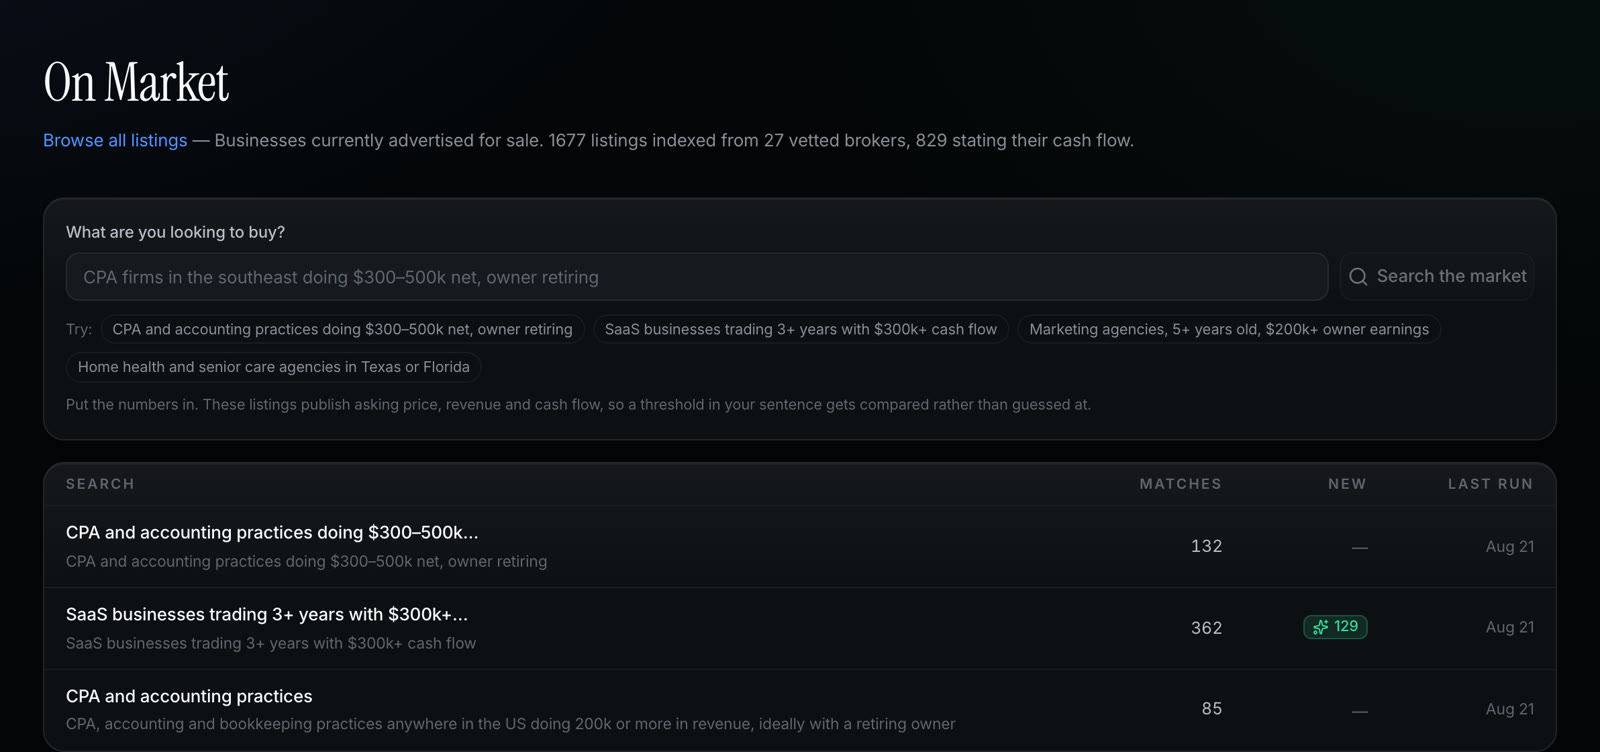 On Market
Browse all listings — Businesses currently advertised for sale. 1677 listings indexed from 27 vetted brokers, 829 stating their cash flow.
What are you looking to buy?
CPA firms in the southeast doing $300–500k net, owner retiring
Search the market
Try: CPA and accounting practices doing $300–500k net, owner retiring SaaS businesses trading 3+ years with $300k+ cash flow Marketing agencies, 5+ years old, $200k+ owner earnings
Home health and senior care agencies in Texas or Florida
Put the numbers in. These listings publish asking price, revenue and cash flow, so a threshold in your sentence gets compared rather than guessed at.
SEARCH MATCHES NEW LAST RUN
CPA and accounting practices doing $300–500k...
CPA and accounting practices doing $300–500k net, owner retiring
132 — Aug 21
SaaS businesses trading 3+ years with $300k+...
SaaS businesses trading 3+ years with $300k+ cash flow
362 129 Aug 21
CPA and accounting practices
CPA, accounting and bookkeeping practices anywhere in the US doing 200k or more in revenue, ideally with a retiring owner
85 — Aug 21